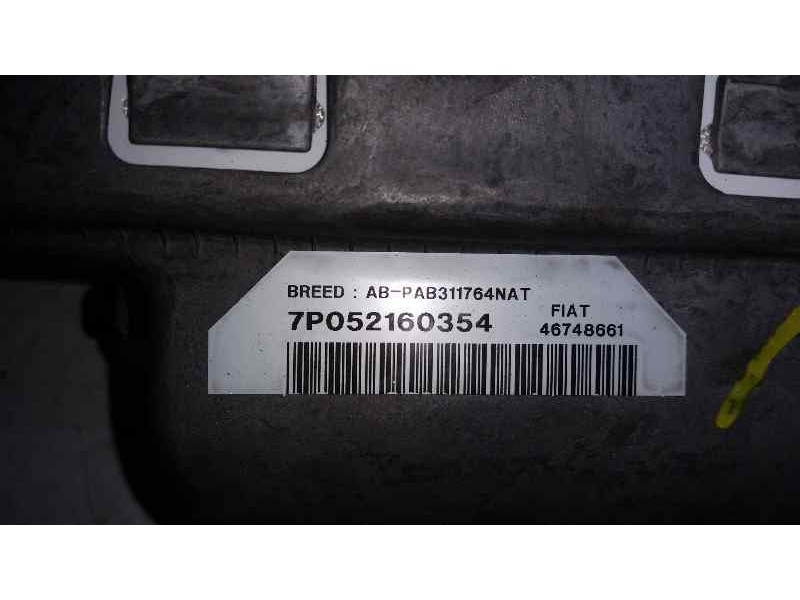 BREED : AB-PAB311764NAT
FIAT
7P052160354
46748661